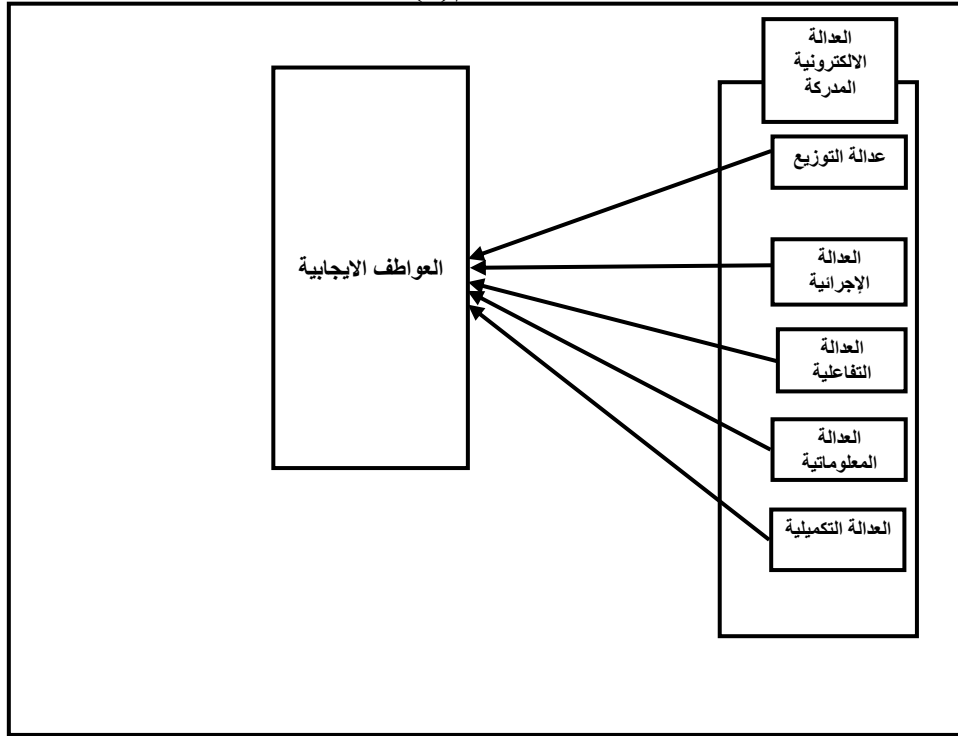 العدالة
الالكترونية
المدركة
عدالة التوزيع
العدالة
الإجرائية
العدالة
التفاعلية
العدالة
المعلوماتية
العدالة التكميلية
العواطف الايجابية